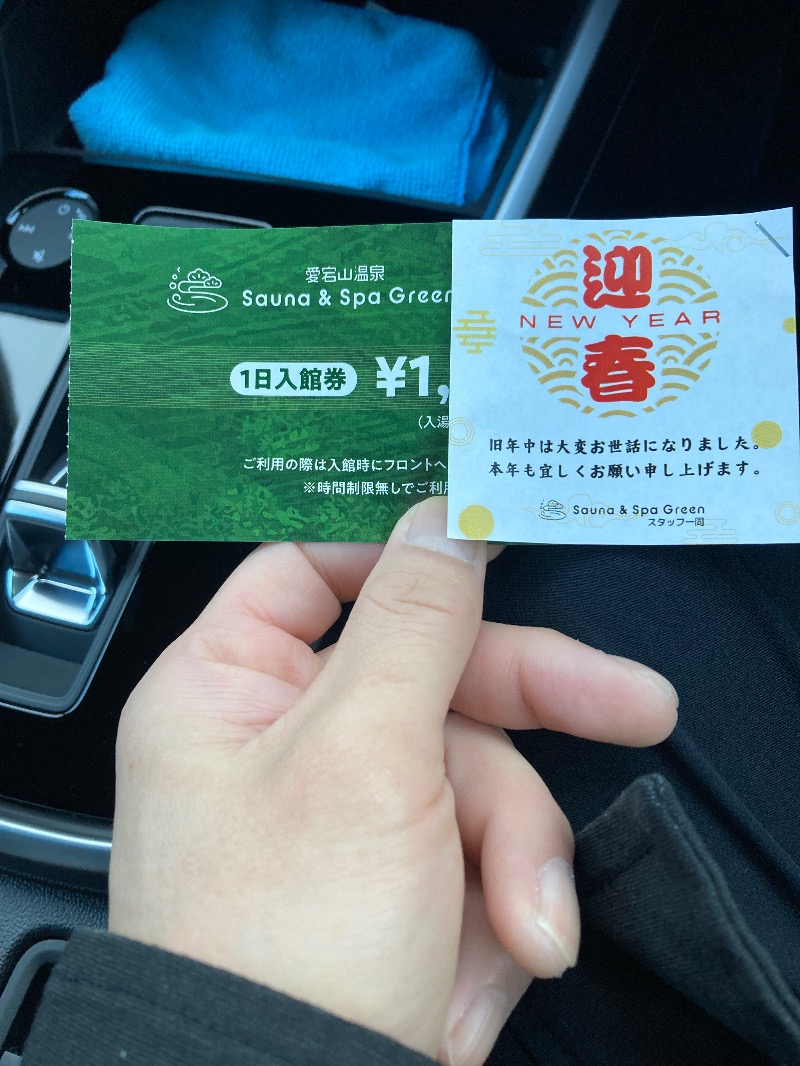 愛宕山温泉
Sauna & Spa Green
1日入館券 ¥1,
(入湯
ご利用の際は入館時にフロントへ
※時間制限無しでご利
迎
NEW YEAR
春
旧年中は大変お世話になりました。
本年も宜しくお願い申し上げます。
Sauna & Spa Green
スタッフ一同